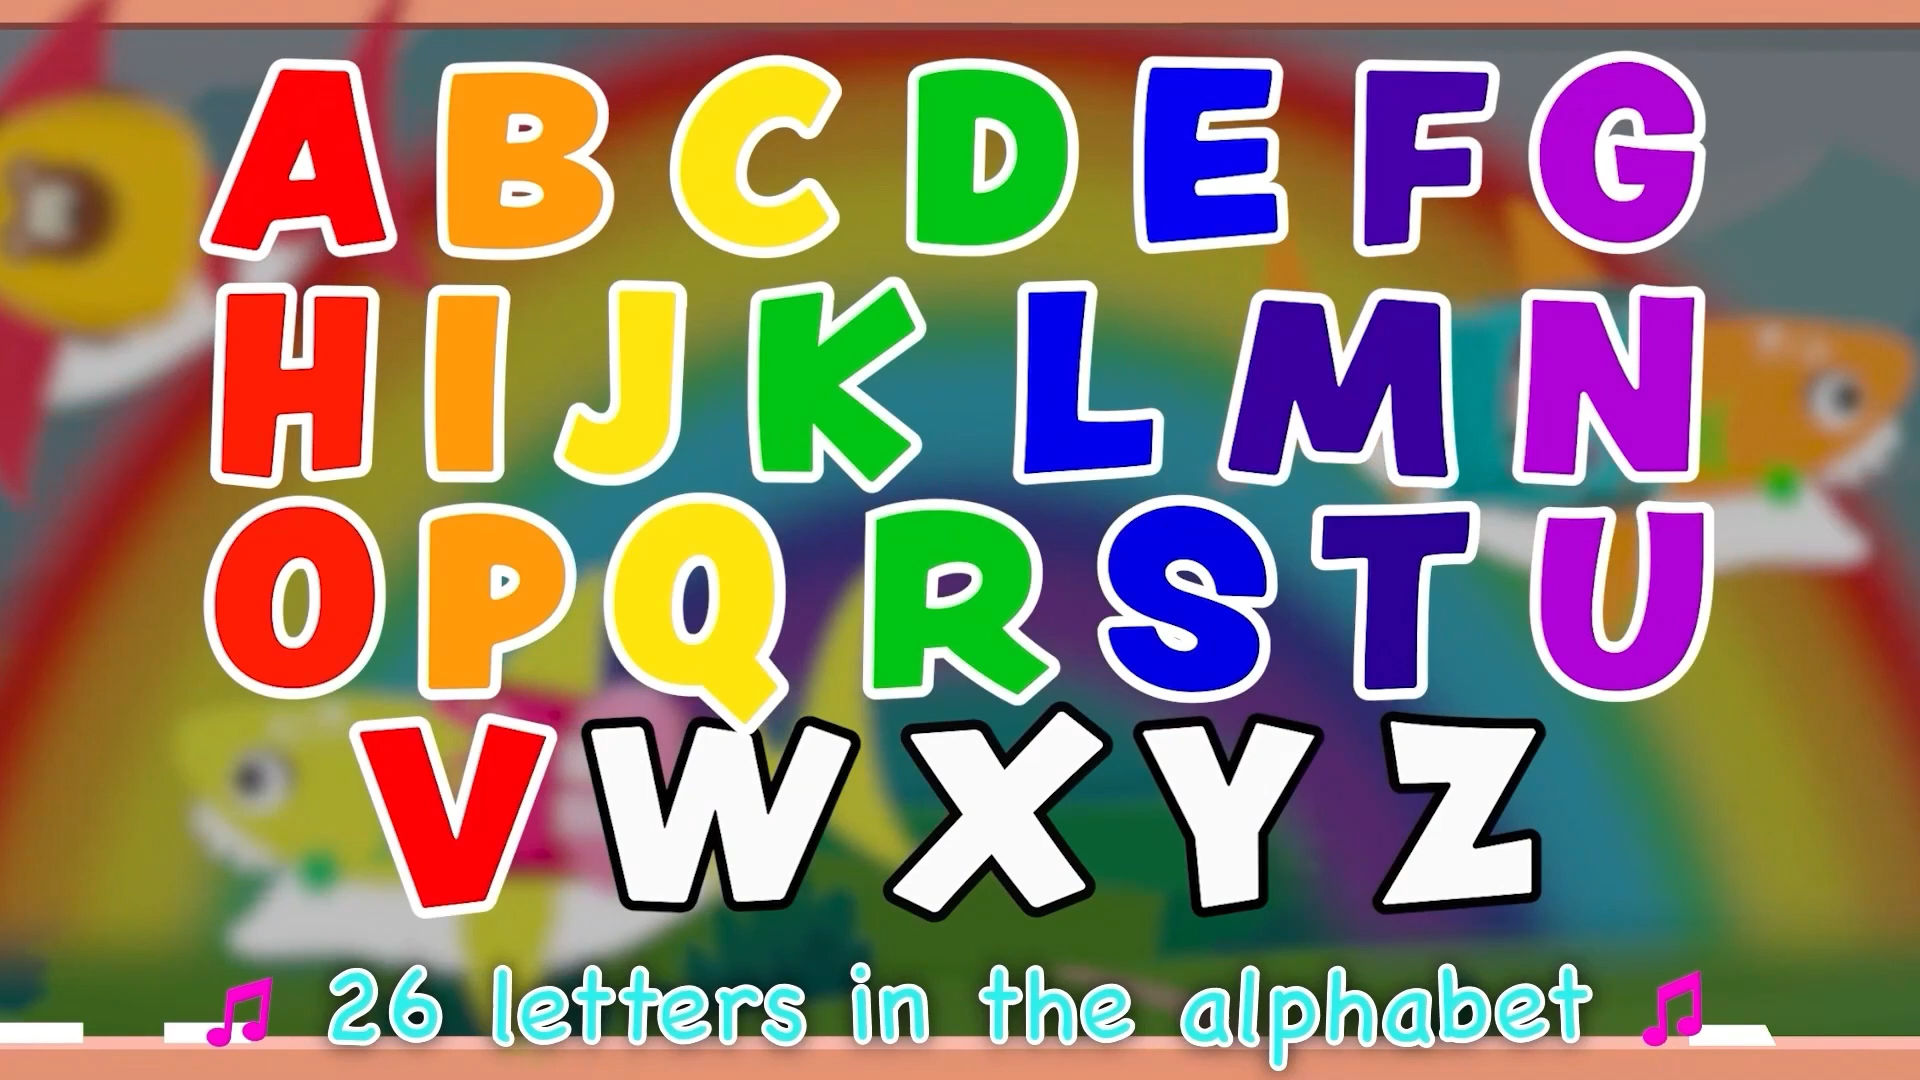 A B C D E F G
H I J K L M N
O P Q R S T U
V W X Y Z
26 letters in the alphabet